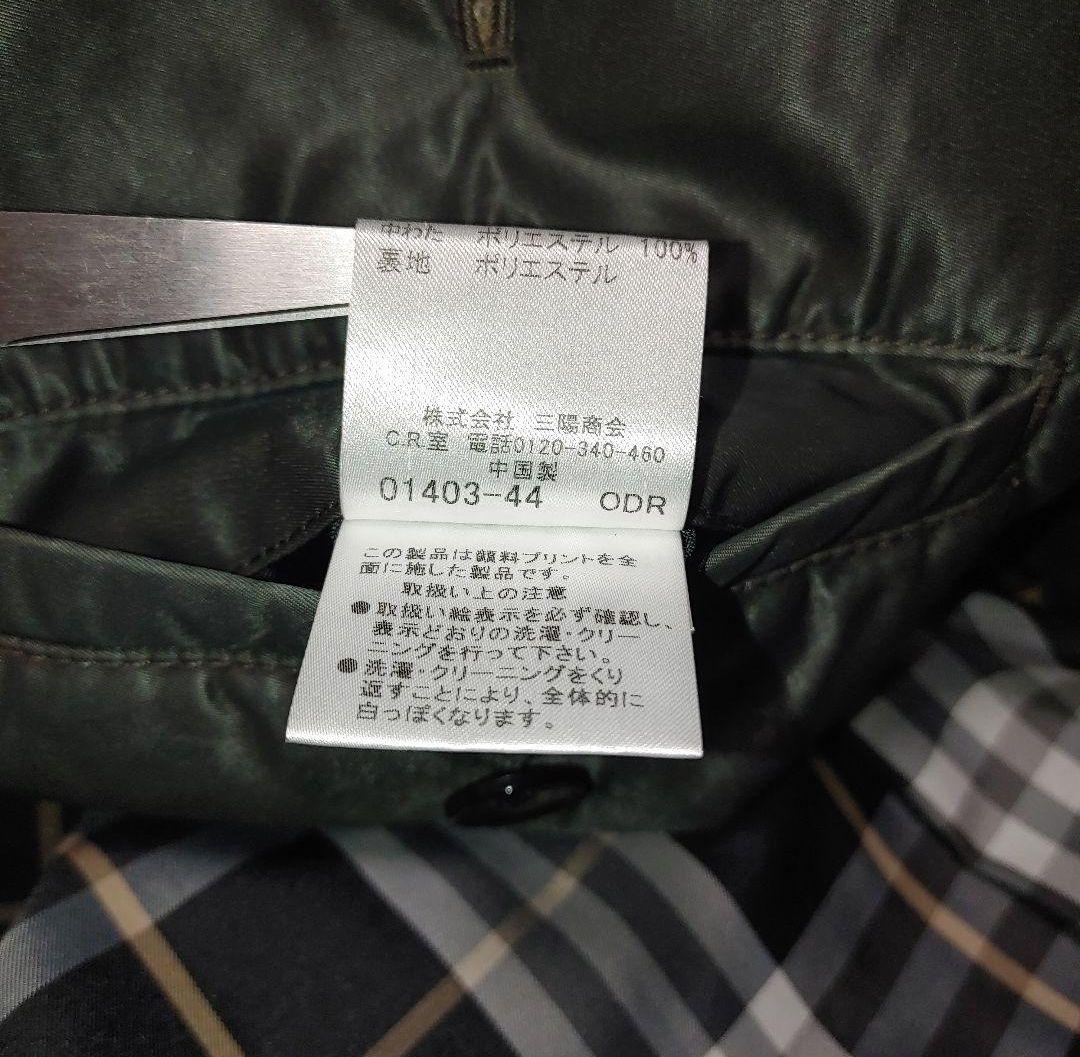 中わた ポリエステル 100%
裏地 ポリエステル
株式会社 三陽商会
C.R.室 電話0120-340-460
中国製
01403-44 ODR
この製品は顔料プリントを全
面に施した製品です。
取扱い上の注意
●取扱い絵表示を必ず確認し、
表示どおりの洗濯・クリー
ニングを行って下さい。
●洗濯・クリーニングをくり
返すことにより、全体的に
白っぽくなります。